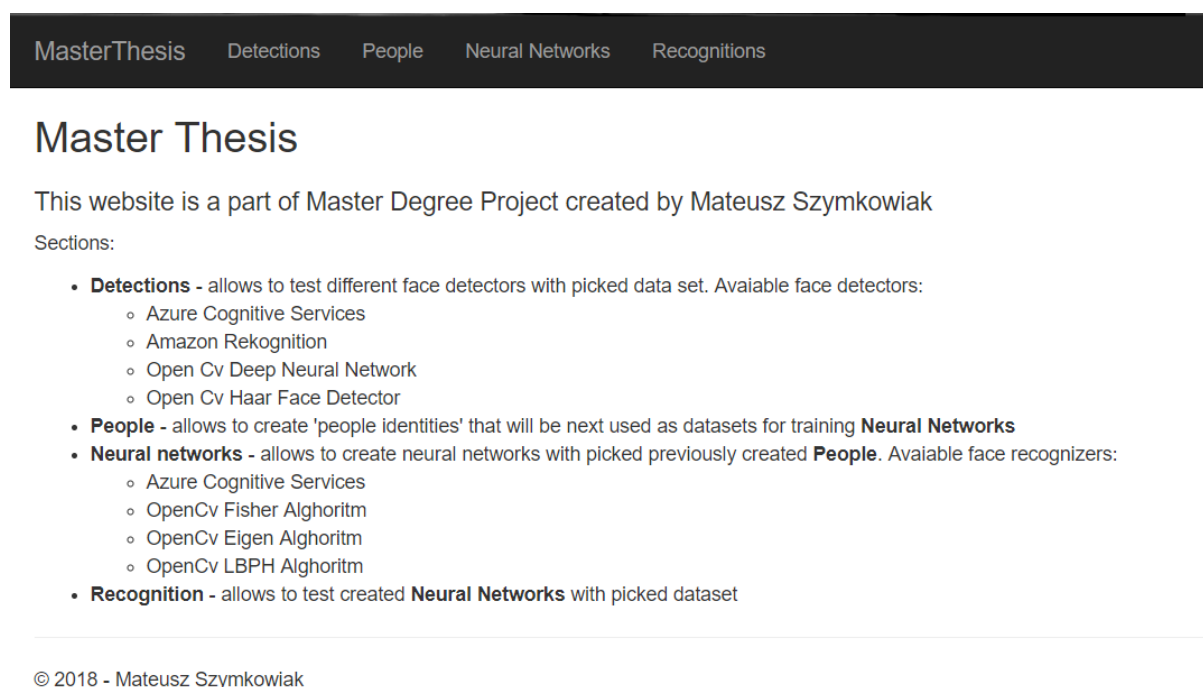 MasterThesis Detections People Neural Networks Recognitions
Master Thesis
This website is a part of Master Degree Project created by Mateusz Szymkowiak
Sections:
Detections - allows to test different face detectors with picked data set. Avaiable face detectors:
Azure Cognitive Services
Amazon Rekognition
Open Cv Deep Neural Network
Open Cv Haar Face Detector
People - allows to create 'people identities' that will be next used as datasets for training Neural Networks
Neural networks - allows to create neural networks with picked previously created People. Avaiable face recognizers:
Azure Cognitive Services
OpenCv Fisher Alghoritm
OpenCv Eigen Alghoritm
OpenCv LBPH Alghoritm
Recognition - allows to test created Neural Networks with picked dataset
© 2018 - Mateusz Szymkowiak